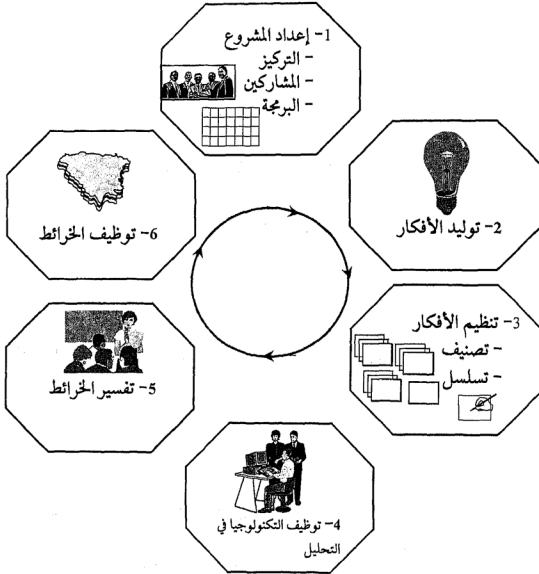 1- إعداد المشروع
- التركيز
- المشاركين
- البرمجة
2- توليد الأفكار
3- تنظيم الأفكار
- تصنيف
- تسلسل
4- توظيف التكنولوجيا في
التحليل
5- تفسير الخرائط
6- توظيف الخرائط